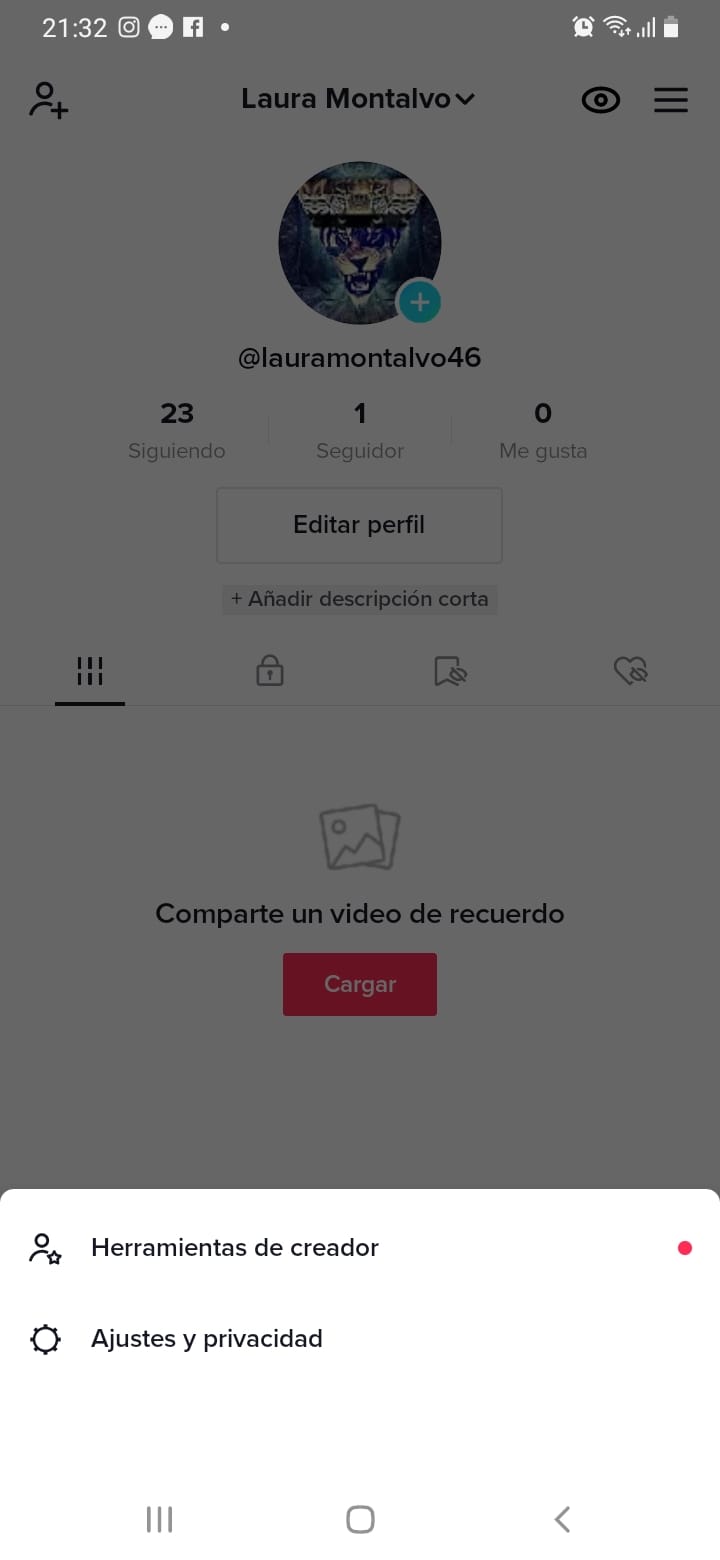 21:32
Laura Montalvo
@lauramontalvo46
23 1 0
Siguiendo Seguidor Me gusta
Editar perfil
+ Añadir descripción corta
Comparte un video de recuerdo
Cargar
Herramientas de creador
Ajustes y privacidad